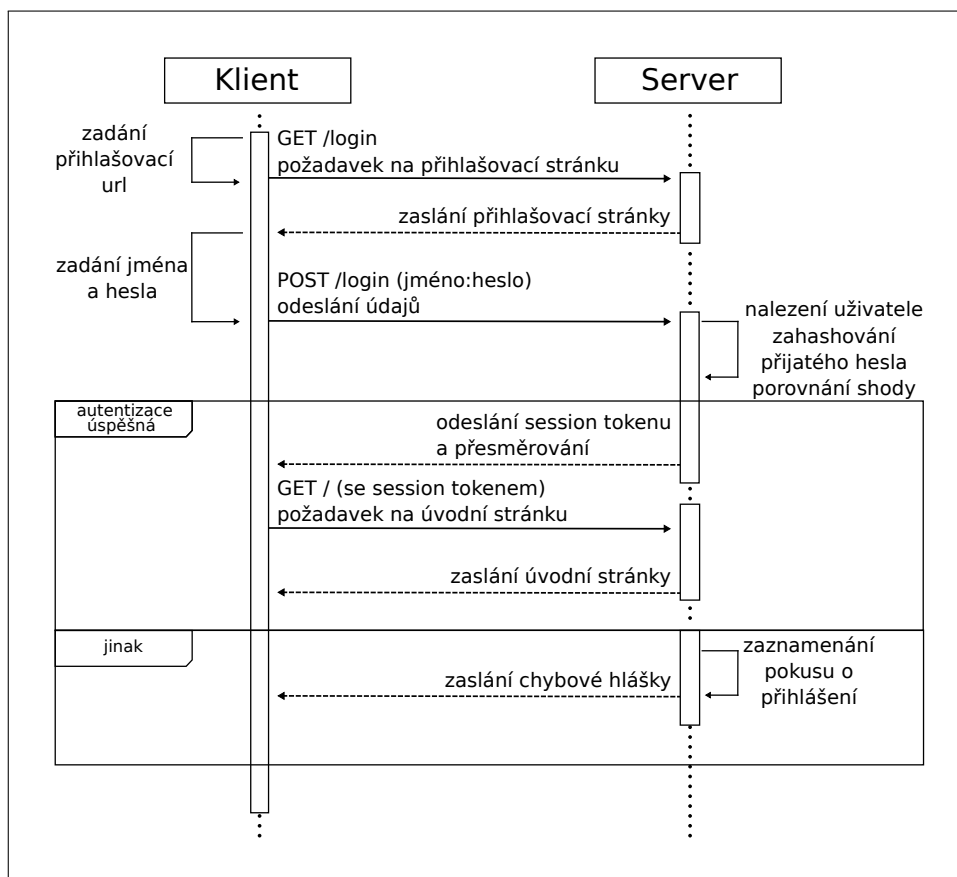 Klient
Server
zadání
přihlašovací
url
GET /login
požadavek na přihlašovací stránku
zaslání přihlašovací stránky
zadání jména
a hesla
POST /login (jméno:heslo)
odeslání údajů
nalezení uživatele
zahashování
přijatého hesla
porovnání shody
autentizace
úspěšná
odeslání session tokenu
a přesměrování
GET / (se session tokenem)
požadavek na úvodní stránku
zaslání úvodní stránky
jinak
zaznamenání
pokusu o
přihlášení
zaslání chybové hlášky